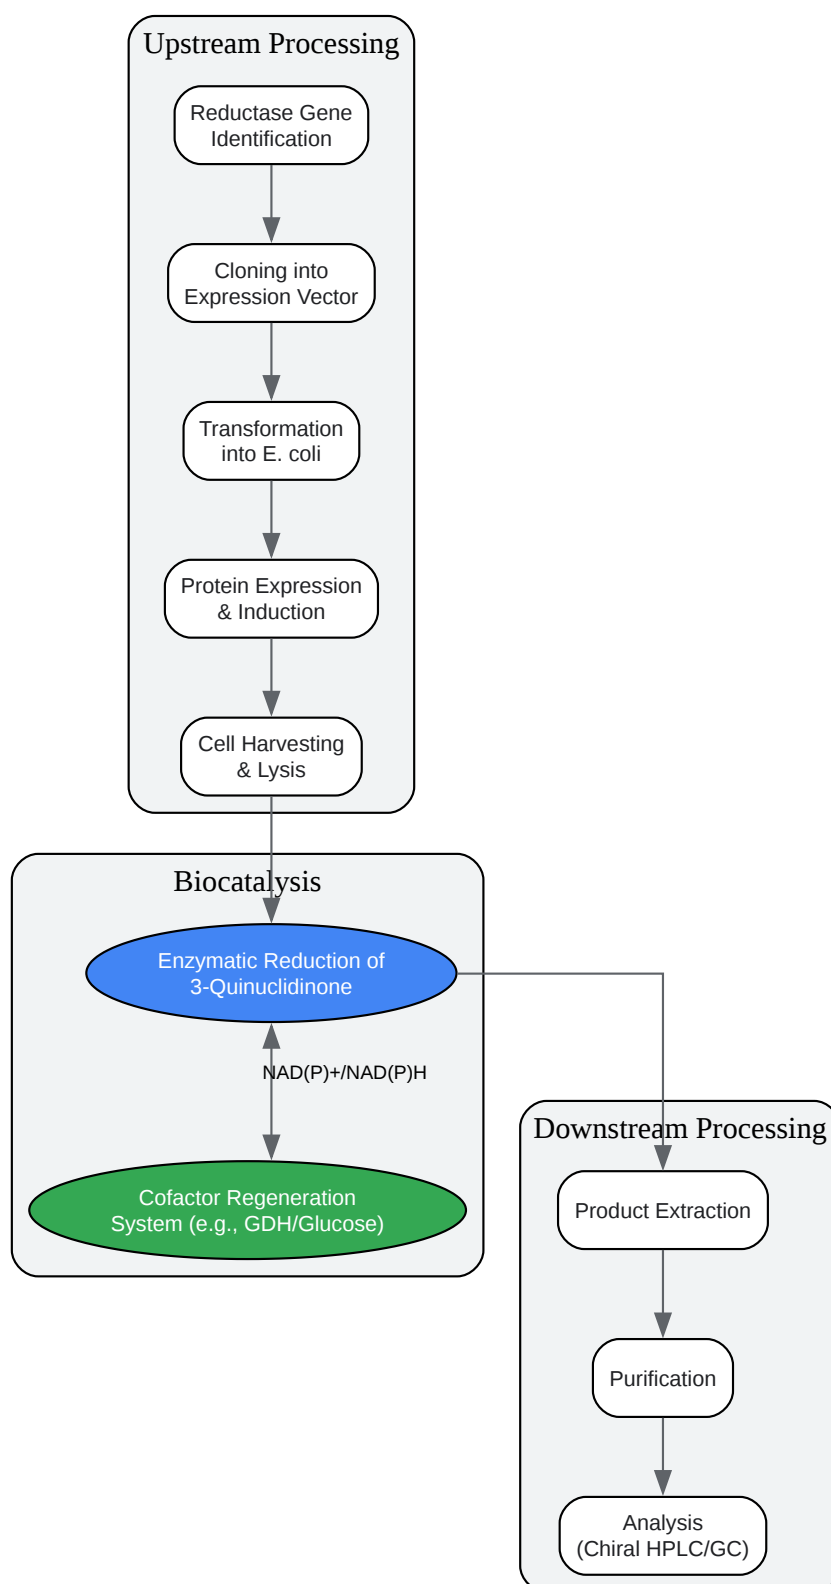 Upstream Processing
Reductase Gene
Identification
Cloning into
Expression Vector
Transformation
into E. coli
Protein Expression
& Induction
Cell Harvesting
& Lysis
Biocatalysis
Enzymatic Reduction of
3-Quinuclidinone
NAD(P)+/NAD(P)H
Cofactor Regeneration
System (e.g., GDH/Glucose)
Downstream Processing
Product Extraction
Purification
Analysis
(Chiral HPLC/GC)